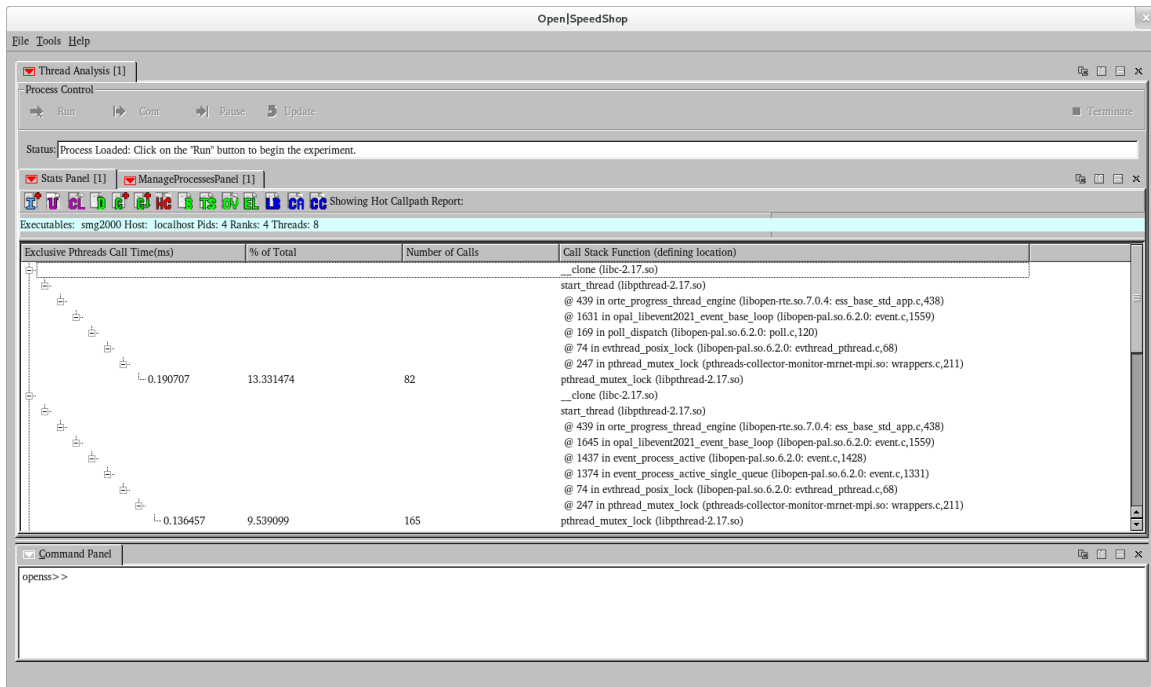 Open|SpeedShop
File Tools Help
Thread Analysis [1]
Process Control
Run Cont Pause Update Terminate
Status: Process Loaded: Click on the "Run" button to begin the experiment.
Stats Panel [1] ManageProcessesPanel [1]
I U CL D C C HC B TS OV EL LB CA CC Showing Hot Callpath Report:
Executables: smg2000 Host: localhost Pids: 4 Ranks: 4 Threads: 8
Exclusive Pthreads Call Time(ms) % of Total Number of Calls Call Stack Function (defining location)
__clone (libc-2.17.so)
start_thread (libpthread-2.17.so)
@ 439 in orte_progress_thread_engine (libopen-rte.so.7.0.4: ess_base_std_app.c,438)
@ 1631 in opal_libevent2021_event_base_loop (libopen-pal.so.6.2.0: event.c,1559)
@ 169 in poll_dispatch (libopen-pal.so.6.2.0: poll.c,120)
@ 74 in evthread_posix_lock (libopen-pal.so.6.2.0: evthread_pthread.c,68)
@ 247 in pthread_mutex_lock (pthreads-collector-monitor-mrnet-mpi.so: wrappers.c,211)
0.190707 13.331474 82 pthread_mutex_lock (libpthread-2.17.so)
__clone (libc-2.17.so)
start_thread (libpthread-2.17.so)
@ 439 in orte_progress_thread_engine (libopen-rte.so.7.0.4: ess_base_std_app.c,438)
@ 1645 in opal_libevent2021_event_base_loop (libopen-pal.so.6.2.0: event.c,1559)
@ 1437 in event_process_active (libopen-pal.so.6.2.0: event.c,1428)
@ 1374 in event_process_active_single_queue (libopen-pal.so.6.2.0: event.c,1331)
@ 74 in evthread_posix_lock (libopen-pal.so.6.2.0: evthread_pthread.c,68)
@ 247 in pthread_mutex_lock (pthreads-collector-monitor-mrnet-mpi.so: wrappers.c,211)
0.136457 9.539099 165 pthread_mutex_lock (libpthread-2.17.so)
Command Panel
openss>>